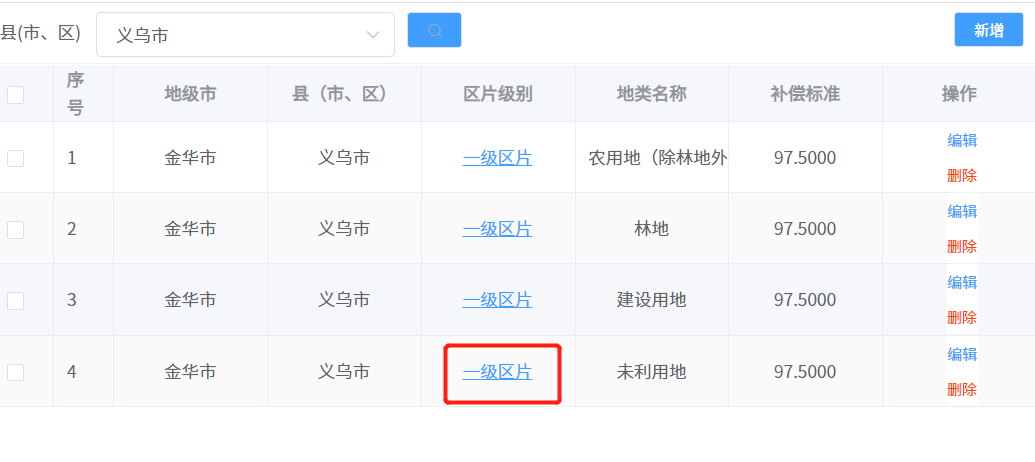 县(市、区) 义乌市 新增
序号 地级市 县（市、区） 区片级别 地类名称 补偿标准 操作
1 金华市 义乌市 一级区片 农用地（除林地外 97.5000 编辑
删除
2 金华市 义乌市 一级区片 林地 97.5000 编辑
删除
3 金华市 义乌市 一级区片 建设用地 97.5000 编辑
删除
4 金华市 义乌市 一级区片 未利用地 97.5000 编辑
删除